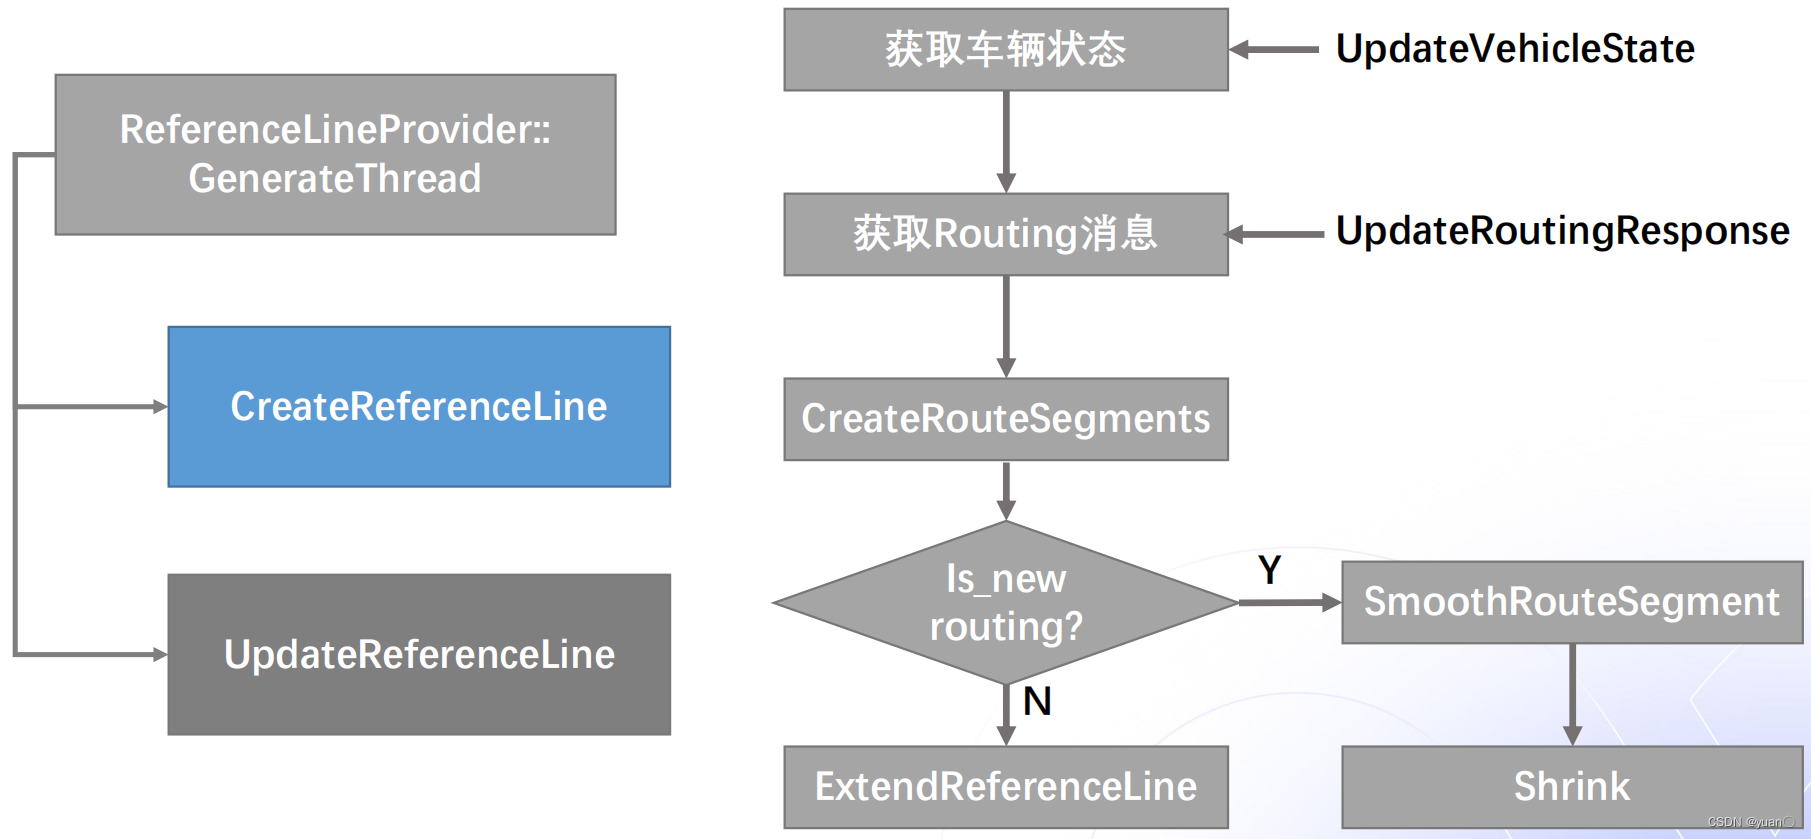 ReferenceLineProvider::
GenerateThread
CreateReferenceLine
UpdateReferenceLine
获取车辆状态
UpdateVehicleState
获取Routing消息
UpdateRoutingResponse
CreateRouteSegments
Is_new
routing?
Y
SmoothRouteSegment
N
ExtendReferenceLine
Shrink
CSDN @yuan〇